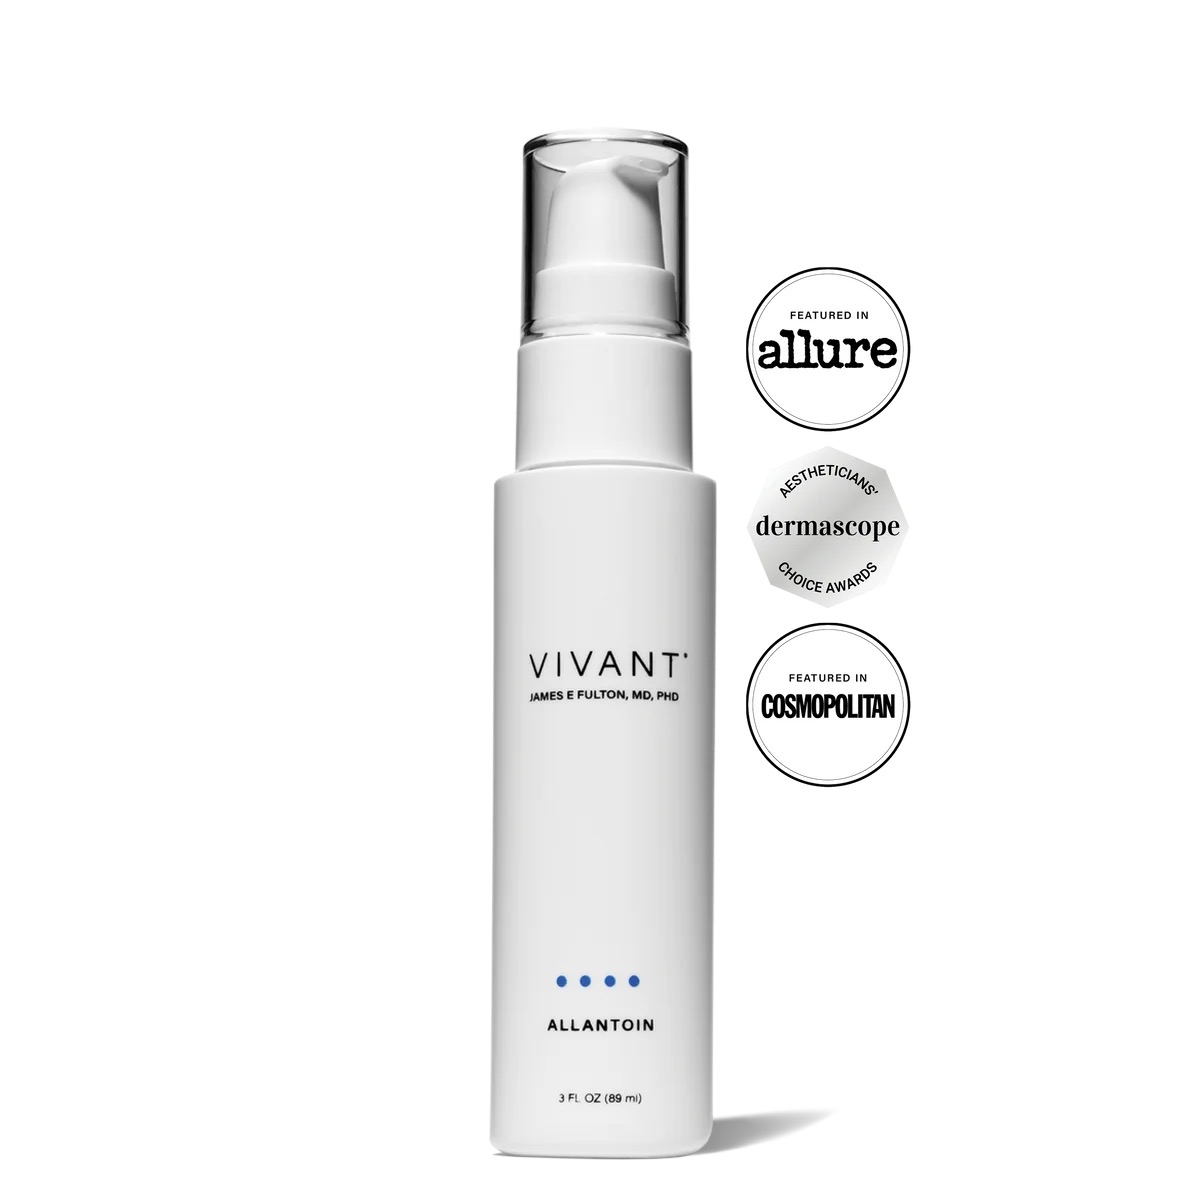 VIVANT
JAMES E FULTON, MD, PHD
ALLANTOIN
3 FL OZ (89 ml)
FEATURED IN
allure
AESTHETICIANS'
dermascope
CHOICE AWARDS
FEATURED IN
COSMOPOLITAN